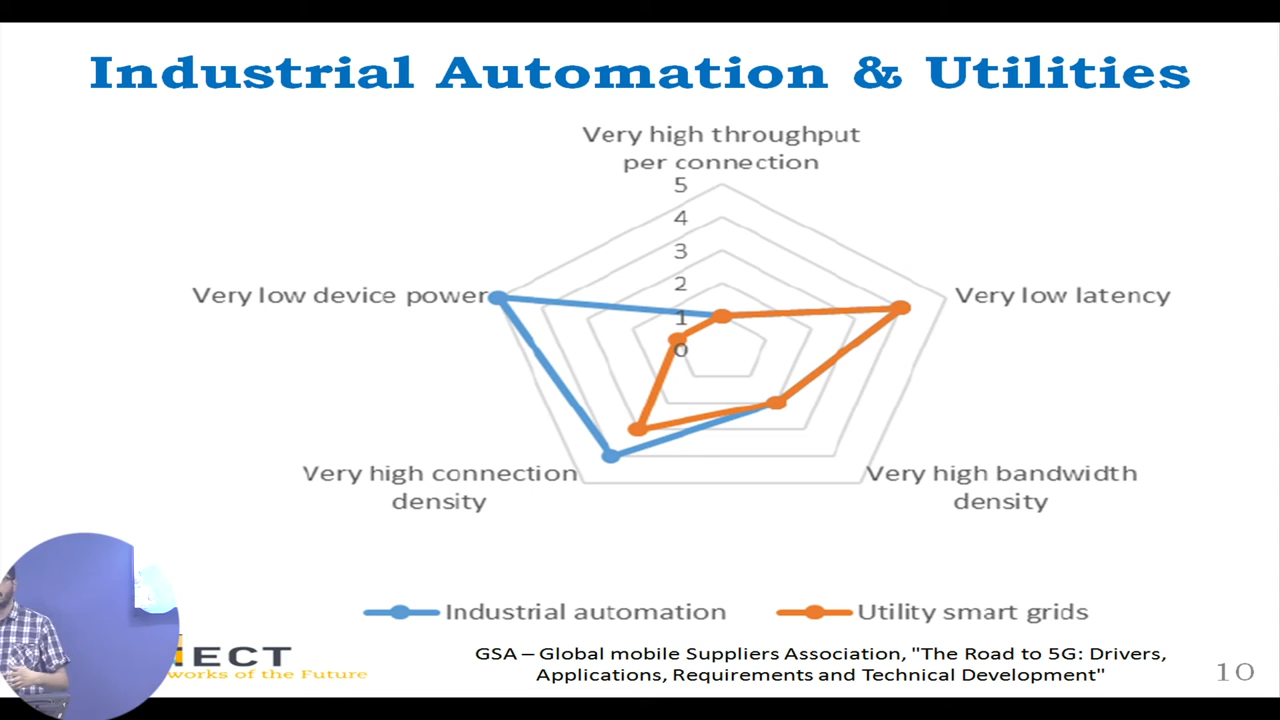 Industrial Automation & Utilities
Very high throughput
per connection
5
4
3
2
1
0
Very low device power
Very low latency
Very high connection
density
Very high bandwidth
density
Industrial automation
Utility smart grids
ECT
of the Future
GSA – Global mobile Suppliers Association, "The Road to 5G: Drivers,
Applications, Requirements and Technical Development"
10